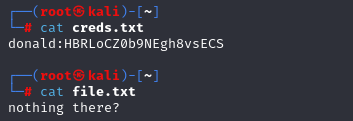 ┌──(root㉿kali)-[~]
└─# cat creds.txt
donald:HBRLoCZ0b9NEgh8vsECS
┌──(root㉿kali)-[~]
└─# cat file.txt
nothing there?